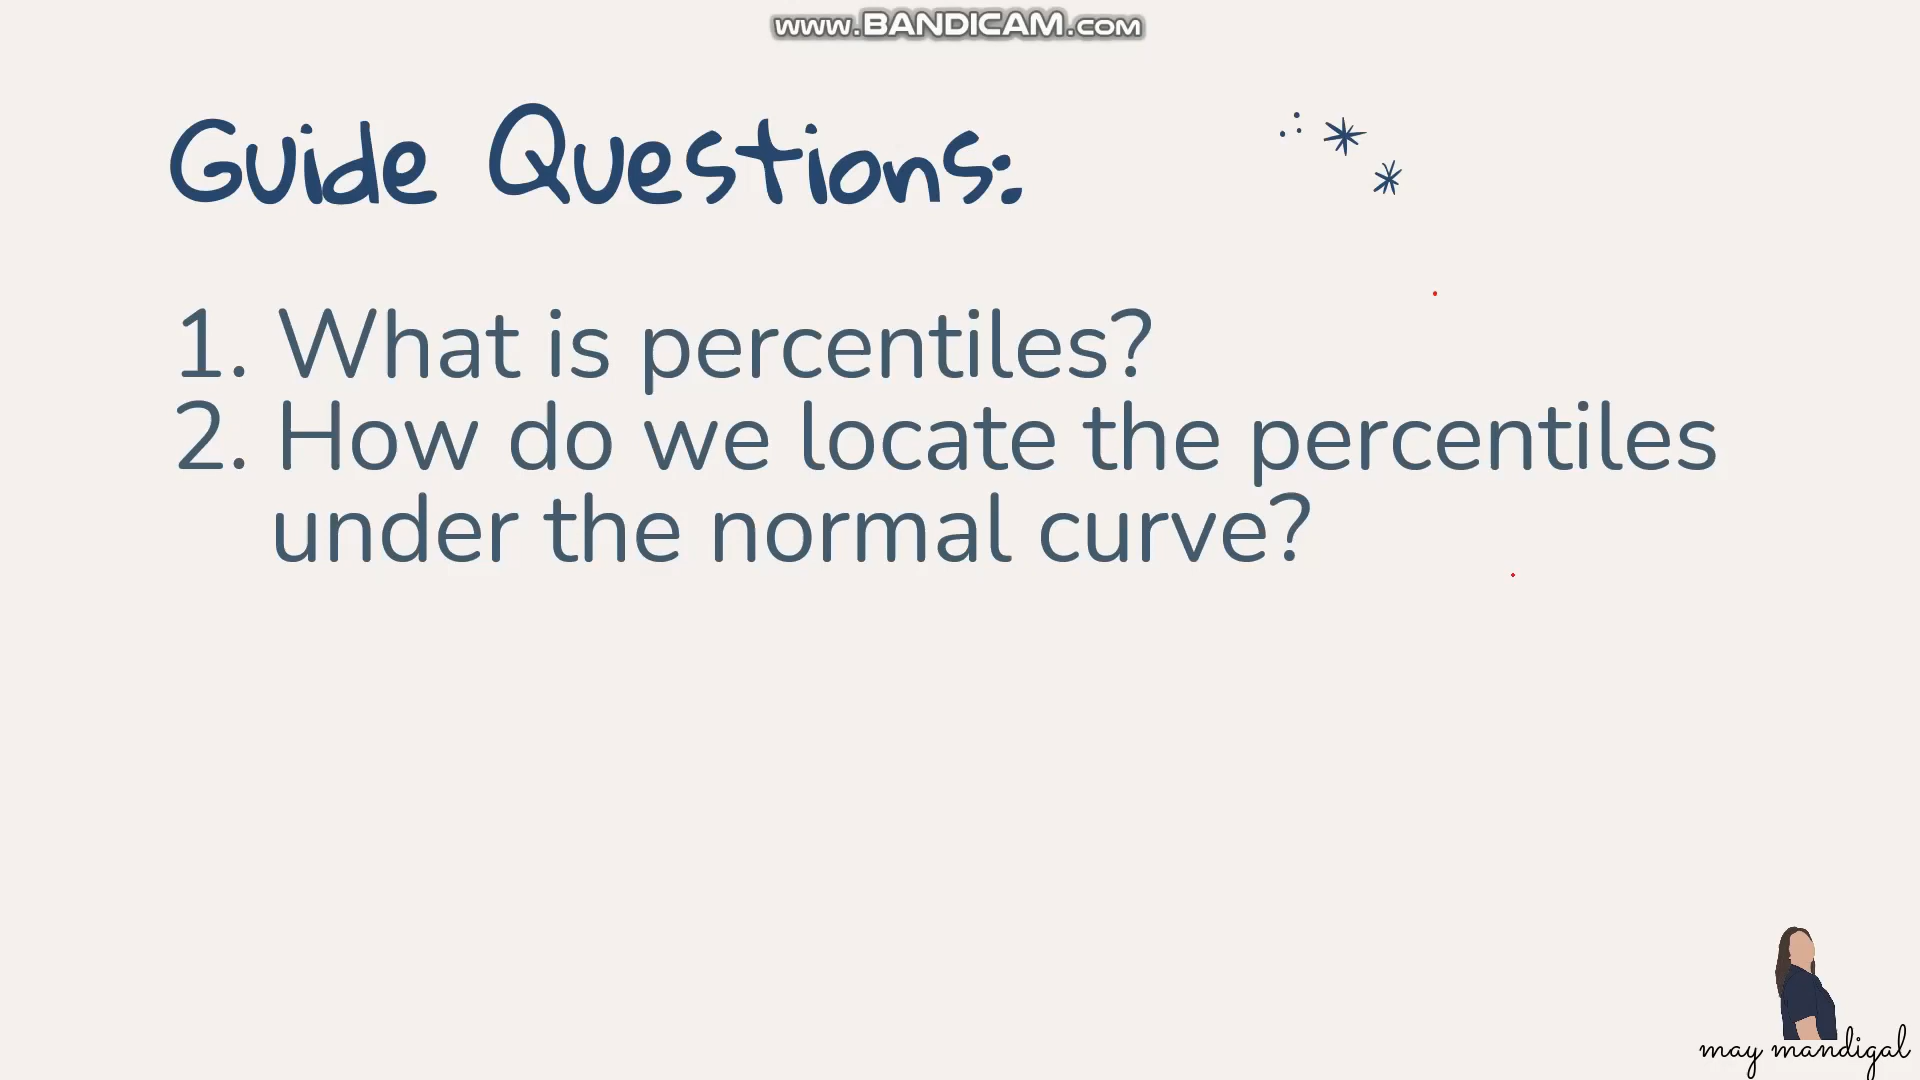 www.BANDICAM.com
Guide Questions:
1. What is percentiles?
2. How do we locate the percentiles
under the normal curve?
may mandigal